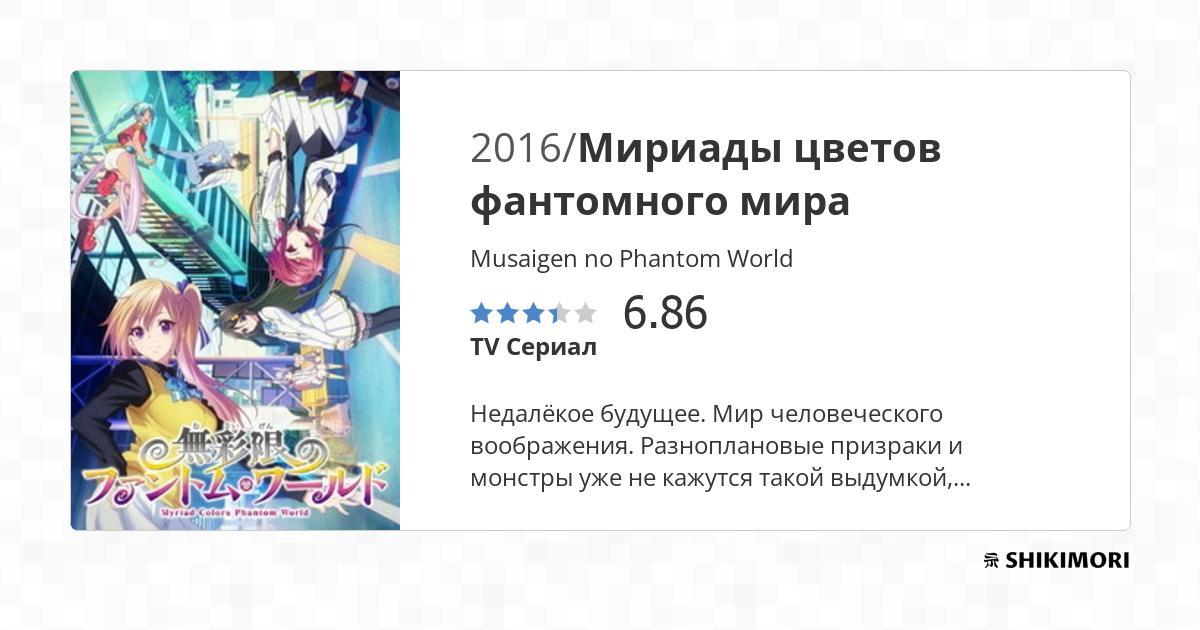 2016/Мириады цветов
фантомного мира
Musaigen no Phantom World
6.86
TV Сериал
Недалёкое будущее. Мир человеческого
воображения. Разноплановые призраки и
монстры уже не кажутся такой выдумкой,...
無彩限の
ファントム・ワールド
Myriad Colors Phantom World
SHIKIMORI